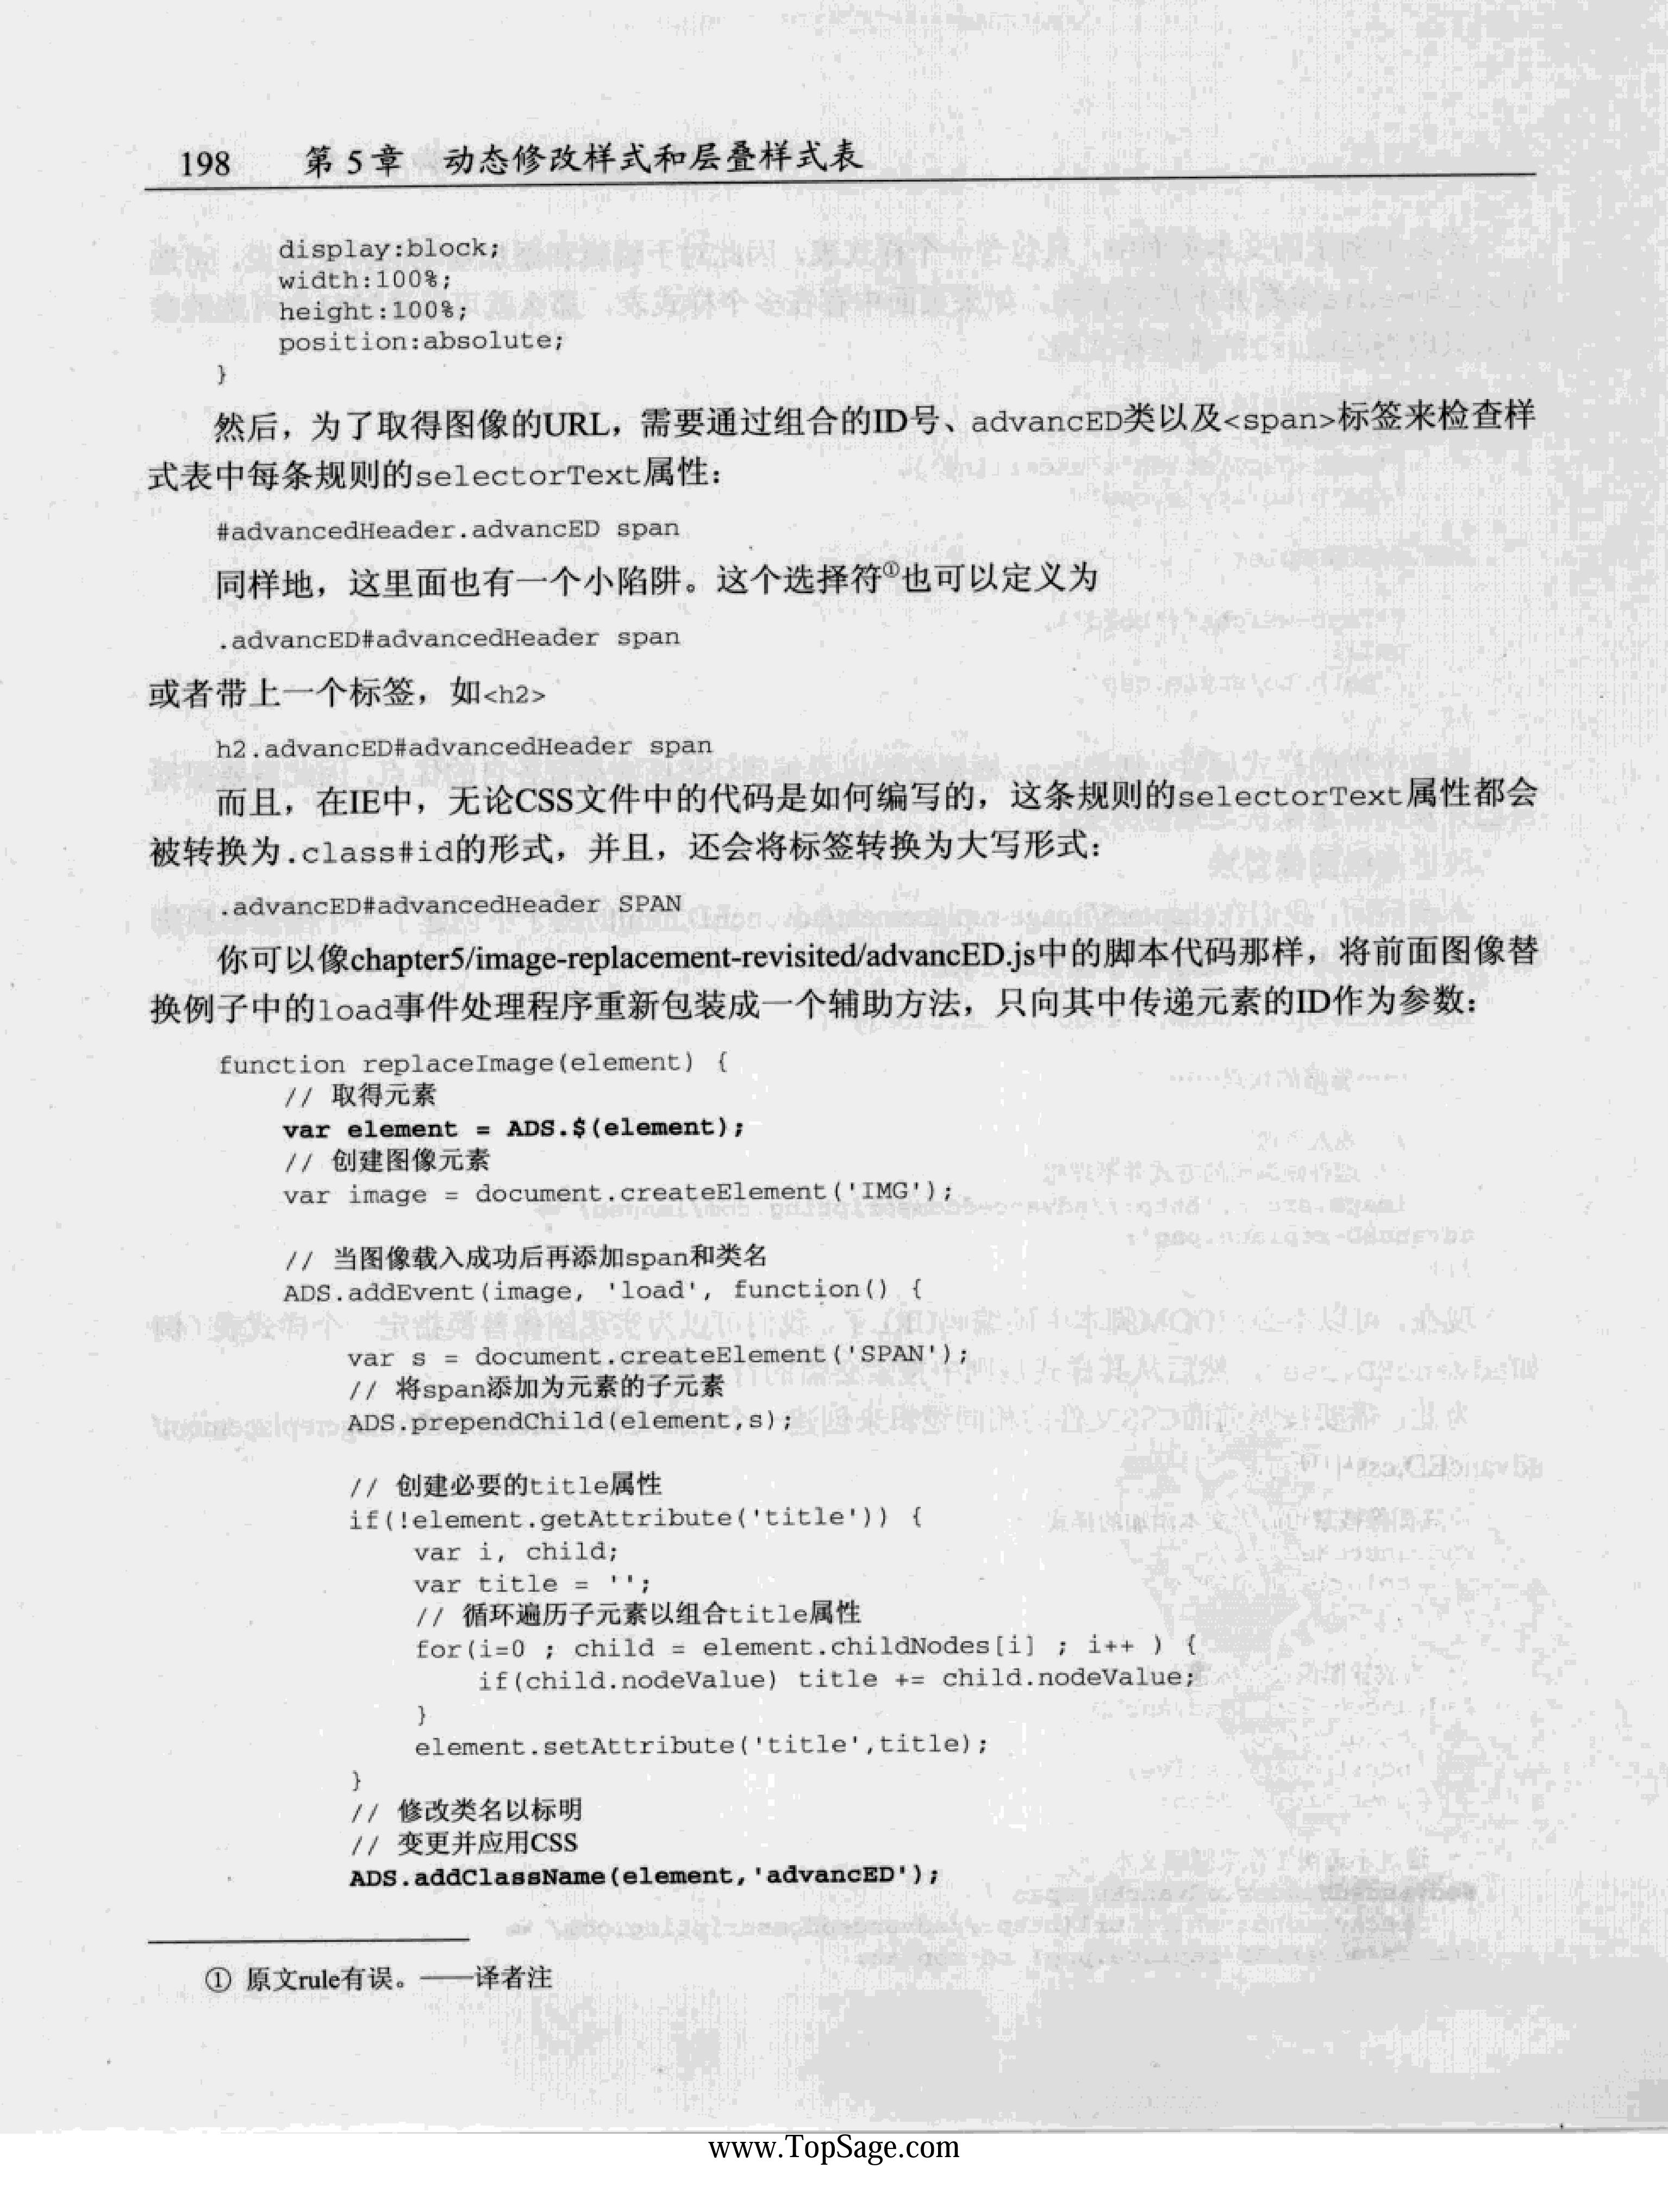 198 第 5 章 动态修改样式和层叠样式表
display:block;
width:100%;
height:100%;
position:absolute;
}
然后，为了取得图像的URL，需要通过组合的ID号、advancED类以及<span>标签来检查样
式表中每条规则的selectorText属性：
#advancedHeader.advancED span
同样地，这里面也有一个小陷阱。这个选择符①也可以定义为
.advancED#advancedHeader span
或者带上一个标签，如<h2>
h2.advancED#advancedHeader span
而且，在IE中，无论CSS文件中的代码是如何编写的，这条规则的selectorText属性都会
被转换为.class#id的形式，并且，还会将标签转换为大写形式：
.advancED#advancedHeader SPAN
你可以像chapter5/image-replacement-revisited/advancED.js中的脚本代码那样，将前面图像替
换例子中的load事件处理程序重新包装成一个辅助方法，只向其中传递元素的ID作为参数：
function replaceImage(element) {
// 取得元素
var element = ADS.$(element);
// 创建图像元素
var image = document.createElement('IMG');
// 当图像载入成功后再添加span和类名
ADS.addEvent(image, 'load', function() {
var s = document.createElement('SPAN');
// 将span添加为元素的子元素
ADS.prependChild(element,s);
// 创建必要的title属性
if(!element.getAttribute('title')) {
var i, child;
var title = '';
// 循环遍历子元素以组合title属性
for(i=0 ; child = element.childNodes[i] ; i++ ) {
if(child.nodeValue) title += child.nodeValue;
}
element.setAttribute('title',title);
}
// 修改类名以标明
// 变更并应用CSS
ADS.addClassName(element,'advancED');
① 原文rule有误。——译者注
www.TopSage.com